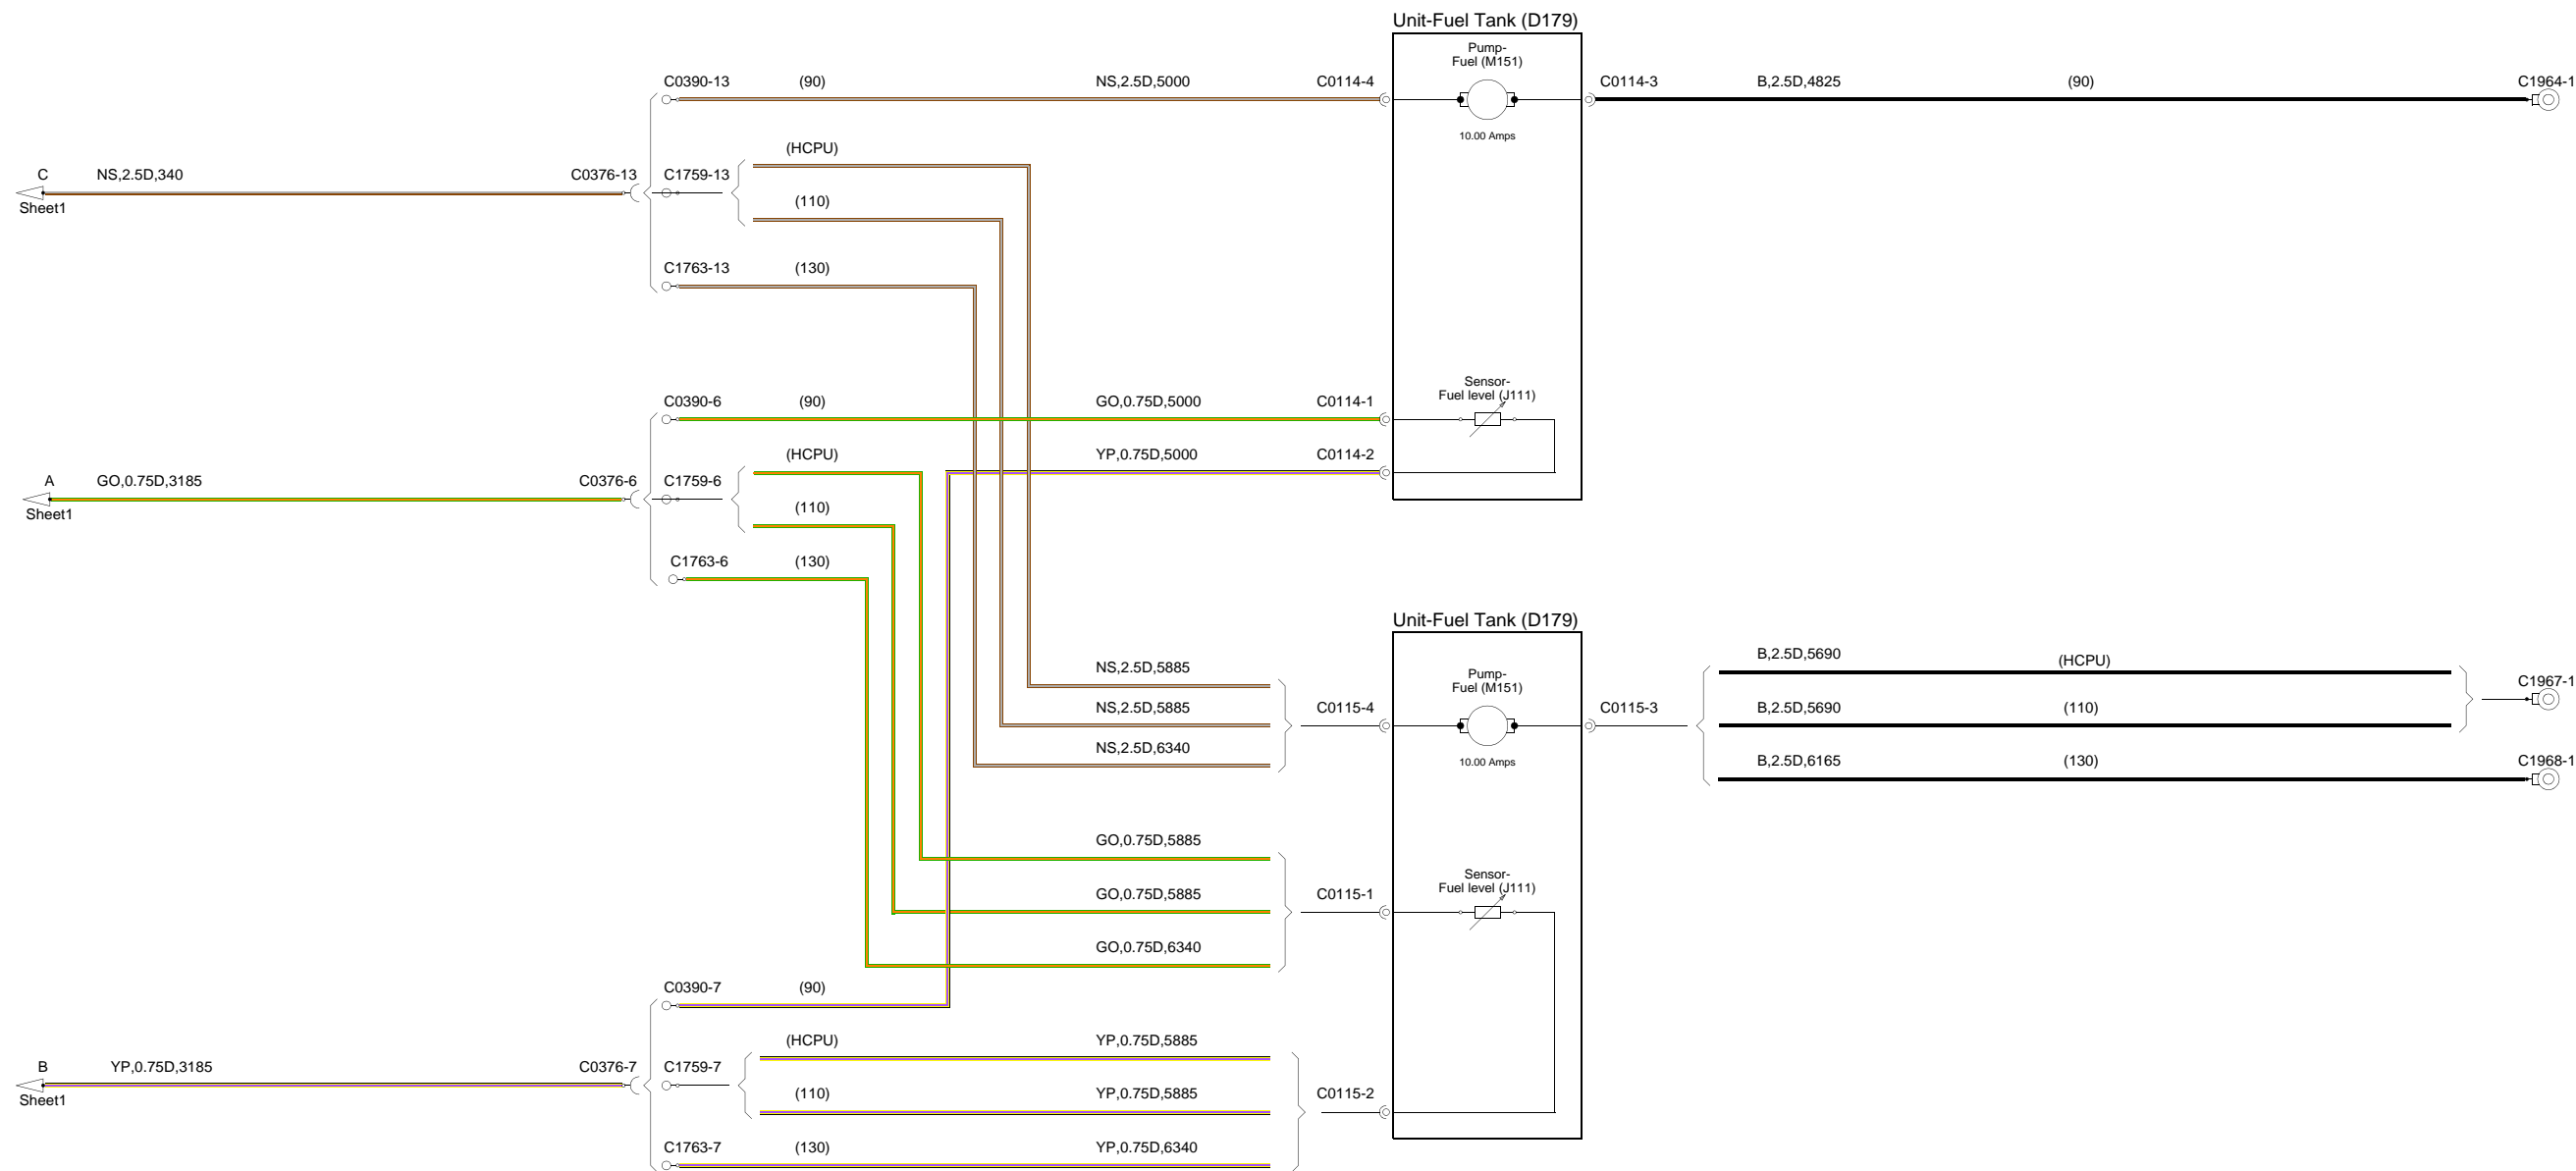 Unit-Fuel Tank (D179)
Pump-
Fuel (M151)
C0390-13 (90) NS,2.5D,5000 C0114-4 C0114-3 B,2.5D,4825 (90) C1964-1
10.00 Amps
(HCPU)
C NS,2.5D,340 C0376-13 C1759-13
(110)
Sheet1
C1763-13 (130)
Sensor-
Fuel level (J111)
C0390-6 (90) GO,0.75D,5000 C0114-1
(HCPU) YP,0.75D,5000 C0114-2
A GO,0.75D,3185 C0376-6 C1759-6
(110)
Sheet1
C1763-6 (130)
Unit-Fuel Tank (D179)
Pump-
Fuel (M151)
B,2.5D,5690 (HCPU)
NS,2.5D,5885
C1967-1
NS,2.5D,5885 C0115-4 C0115-3 B,2.5D,5690 (110)
NS,2.5D,6340
10.00 Amps
B,2.5D,6165 (130) C1968-1
GO,0.75D,5885
Sensor-
Fuel level (J111)
GO,0.75D,5885 C0115-1
GO,0.75D,6340
C0390-7 (90)
(HCPU) YP,0.75D,5885
B YP,0.75D,3185 C0376-7 C1759-7
(110) YP,0.75D,5885 C0115-2
Sheet1
C1763-7 (130) YP,0.75D,6340